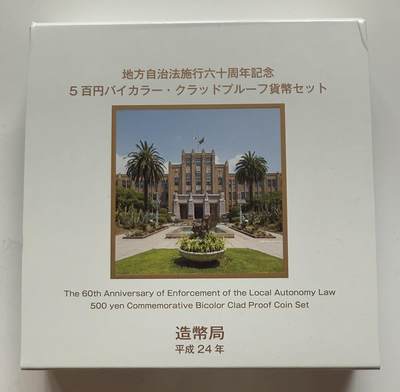 地方自治法施行六十周年記念
5百円バイカラー・クラッドプルーフ貨幣セット
The 60th Anniversary of Enforcement of the Local Autonomy Law
500 yen Commemorative Bicolor Clad Proof Coin Set
造幣局
平成24年